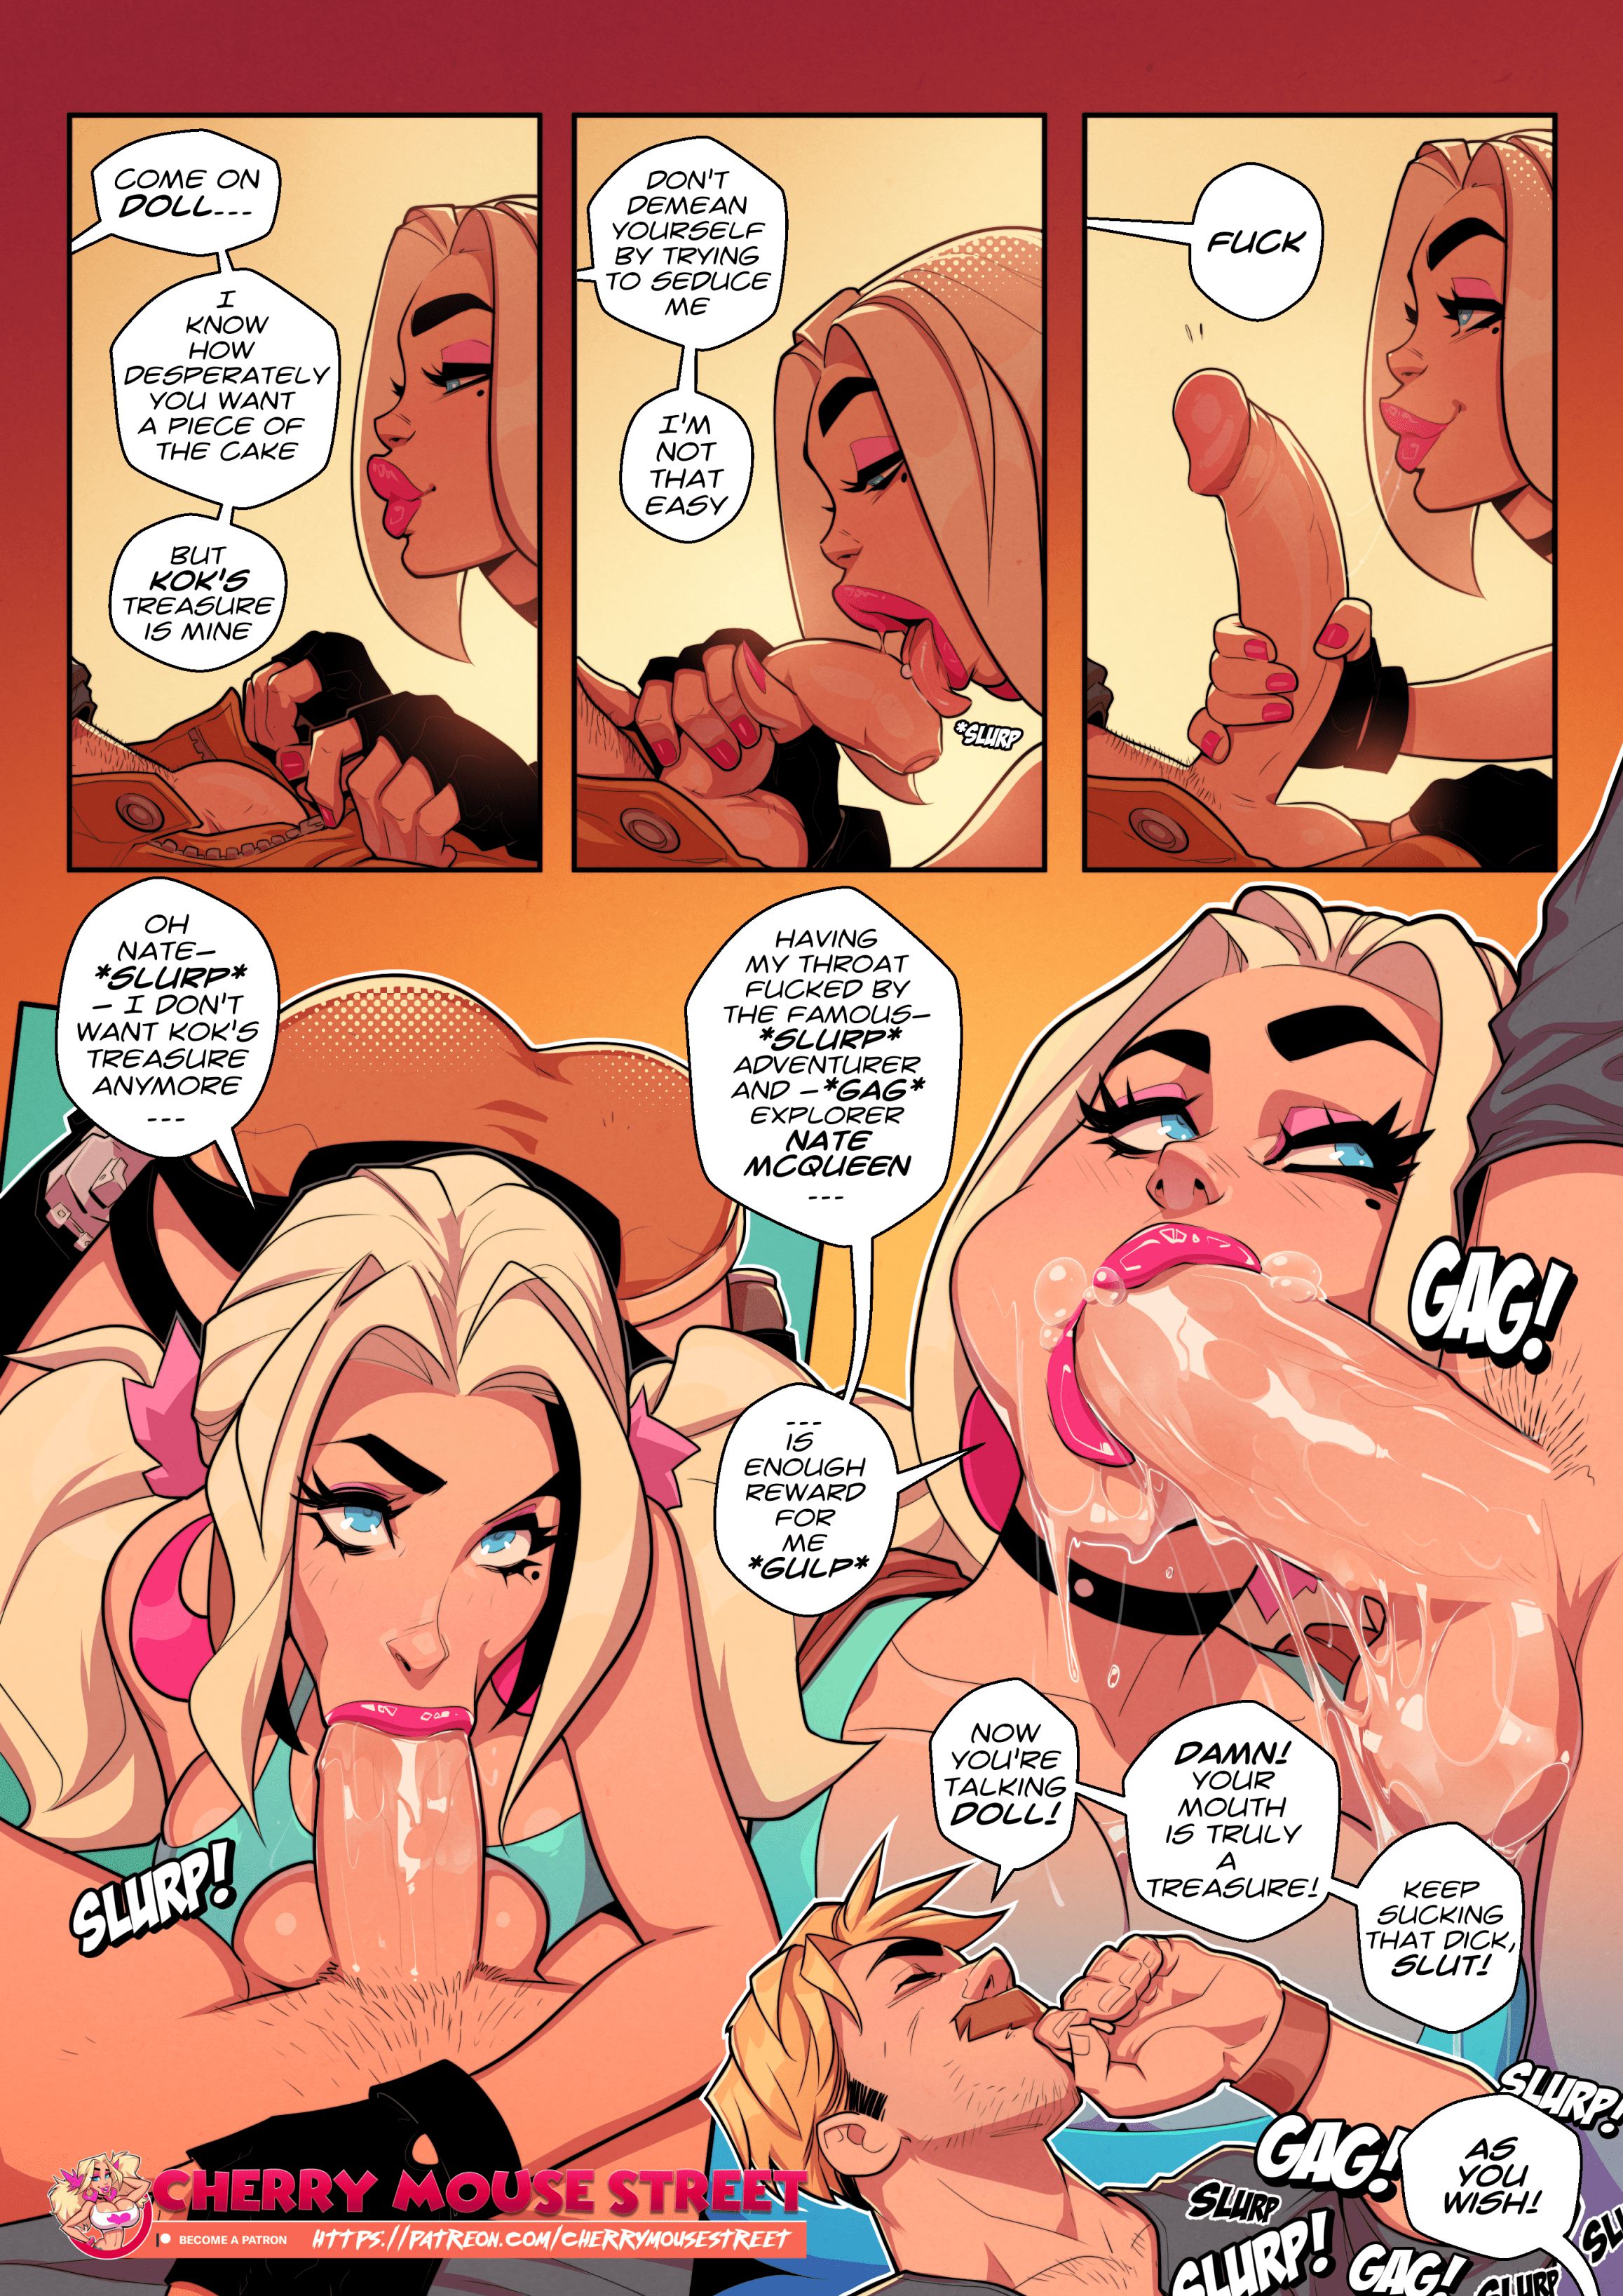 COME ON
DOLL...
I
KNOW
HOW
DESPERATELY
YOU WANT
A PIECE OF
THE CAKE
BUT
KOK'S
TREASURE
IS MINE
DON'T
DEMEAN
YOURSELF
BY TRYING
TO SEDUCE
ME
I'M
NOT
THAT
EASY
*SLURP
FUCK
OH
NATE—
*SLURP*
— I DON'T
WANT KOK'S
TREASURE
ANYMORE
...
HAVING
MY THROAT
FUCKED BY
THE FAMOUS—
*SLURP*
ADVENTURER
AND —*GAG*
EXPLORER
NATE
MCQUEEN
...
...
IS
ENOUGH
REWARD
FOR
ME
*GULP*
GAG!
SLURP!
NOW
YOU'RE
TALKING
DOLL!
DAMN!
YOUR
MOUTH
IS TRULY
A
TREASURE!
KEEP
SUCKING
THAT DICK,
SLUT!
SLURP!
GAG!
AS
YOU
WISH!
SLURP
SLURP!
GAG!
SLURP
CHERRY MOUSE STREET
BECOME A PATRON HTTPS://PATREON.COM/CHERRYMOUSESTREET